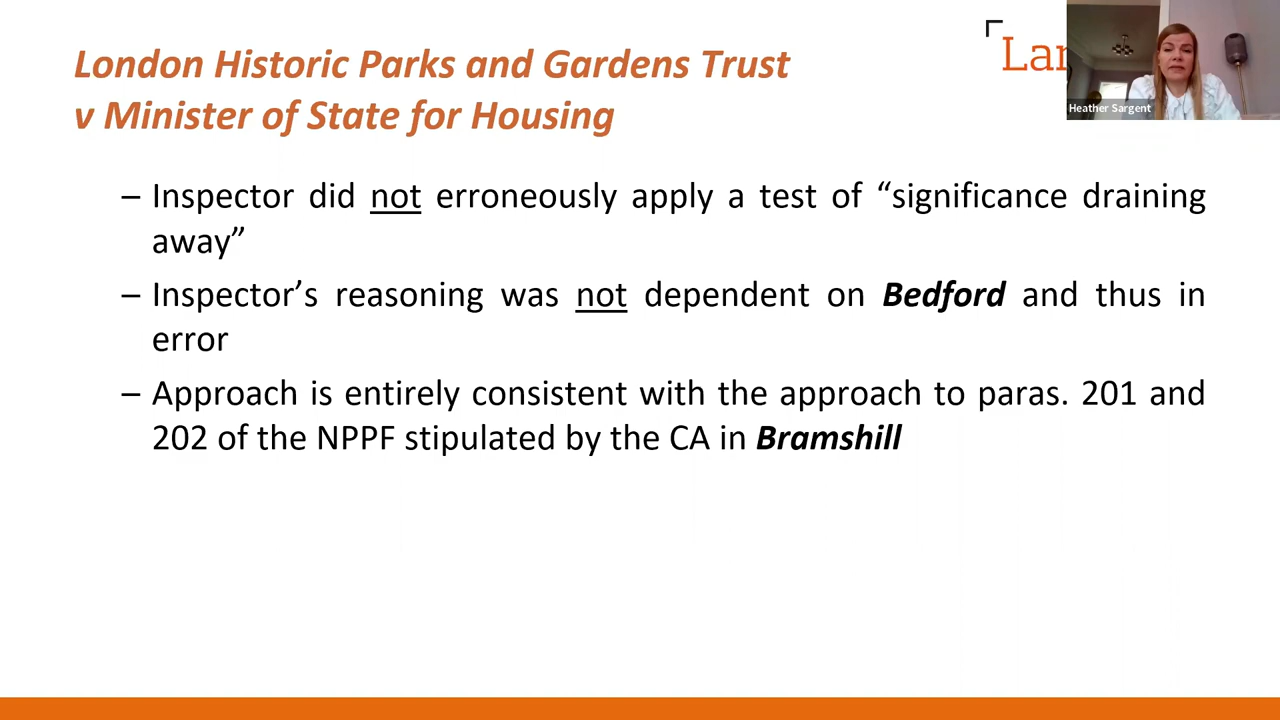 London Historic Parks and Gardens Trust
v Minister of State for Housing
Lan
Heather Sargent
– Inspector did not erroneously apply a test of “significance draining
away”
– Inspector’s reasoning was not dependent on Bedford and thus in
error
– Approach is entirely consistent with the approach to paras. 201 and
202 of the NPPF stipulated by the CA in Bramshill